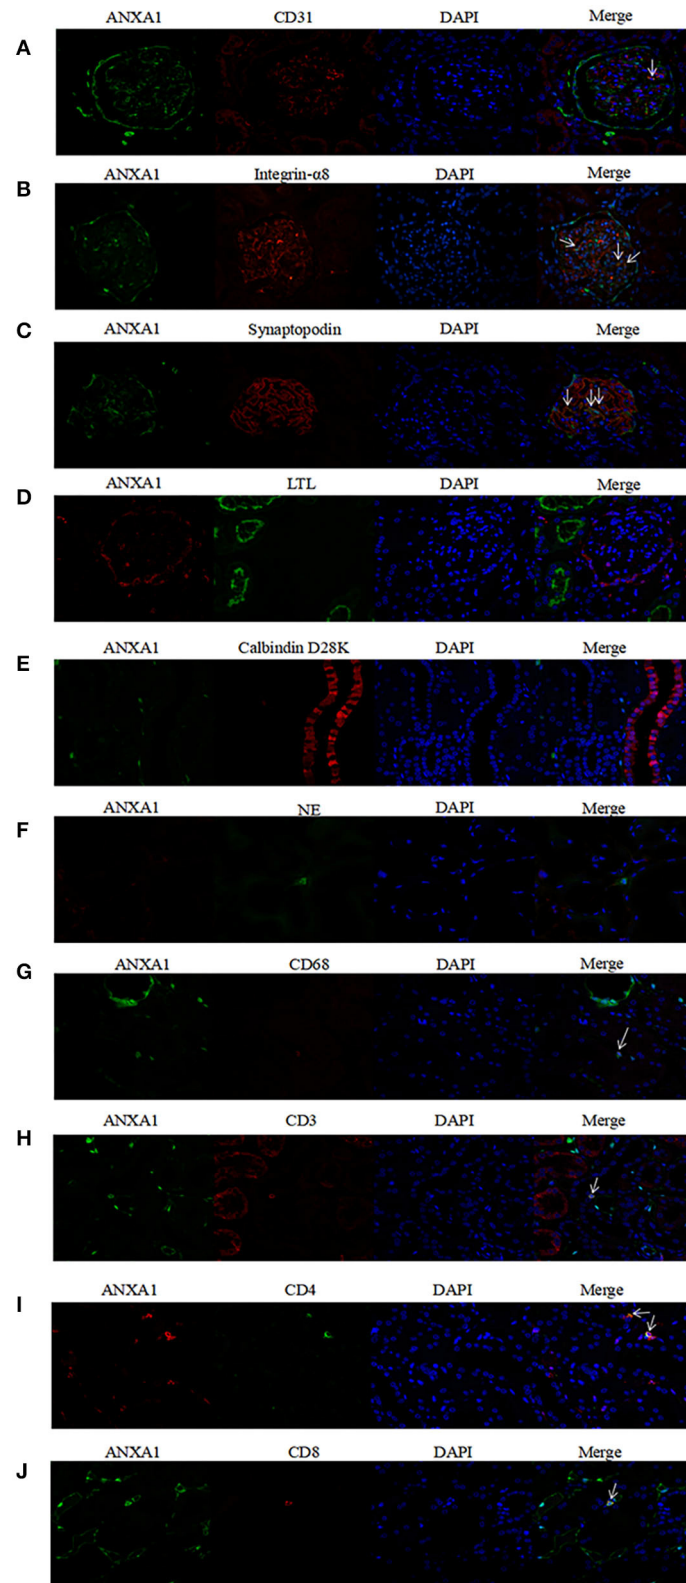 ANXA1 CD31 DAPI Merge
A
ANXA1 Integrin-α8 DAPI Merge
B
ANXA1 Synaptopodin DAPI Merge
C
ANXA1 LTL DAPI Merge
D
ANXA1 Calbindin D28K DAPI Merge
E
ANXA1 NE DAPI Merge
F
ANXA1 CD68 DAPI Merge
G
ANXA1 CD3 DAPI Merge
H
ANXA1 CD4 DAPI Merge
I
ANXA1 CD8 DAPI Merge
J